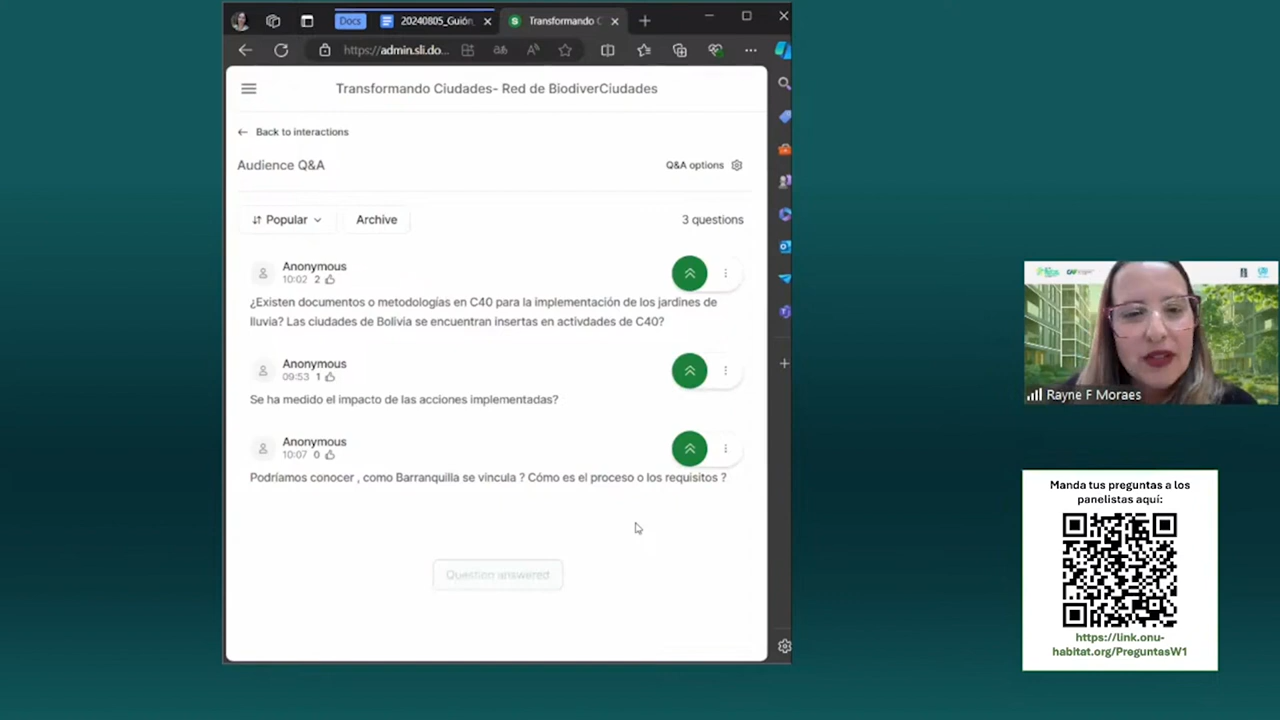 Docs
20240805_Guión
Transformando C
https://admin.sli.do...
Transformando Ciudades- Red de BiodiverCiudades
Back to interactions
Audience Q&A
Q&A options
Popular
Archive
3 questions
Anonymous
10:02 2
¿Existen documentos o metodologías en C40 para la implementación de los jardines de
lluvia? Las ciudades de Bolivia se encuentran insertas en activdades de C40?
Anonymous
09:53 1
Se ha medido el impacto de las acciones implementadas?
Anonymous
10:07 0
Podríamos conocer , como Barranquilla se vincula ? Cómo es el proceso o los requisitos ?
Question answered
Rayne F Moraes
Manda tus preguntas a los
panelistas aquí:
https://link.onu-
habitat.org/PreguntasW1